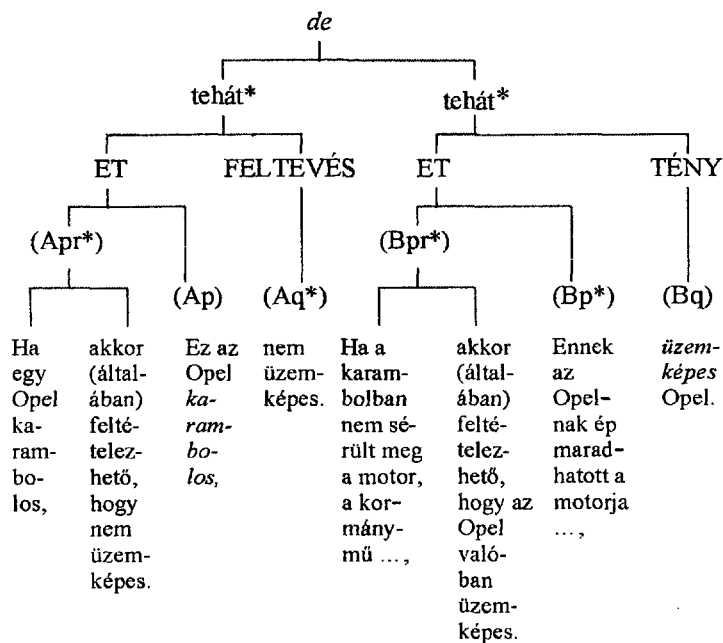 de
tehát* tehát*
ET FELTEVÉS ET TÉNY
(Apr*) (Bpr*)
(Ap) (Aq*) (Bp*) (Bq)
Ha
egy
Opel
ka-
ram-
bo-
los,
akkor
(által-
ában)
felté-
telez-
hető,
hogy
nem
üzem-
képes.
Ez az
Opel
ka-
ram-
bo-
los,
nem
üzem-
képes.
Ha a
karam-
bolban
nem sé-
rült meg
a motor,
a kor-
mány-
mű ...,
akkor
(által-
ában)
felté-
telez-
hető,
hogy az
Opel
való-
ban
üzem-
képes.
Ennek
az
Opel-
nak ép
marad-
hatott a
motorja
...,
üzem-
képes
Opel.